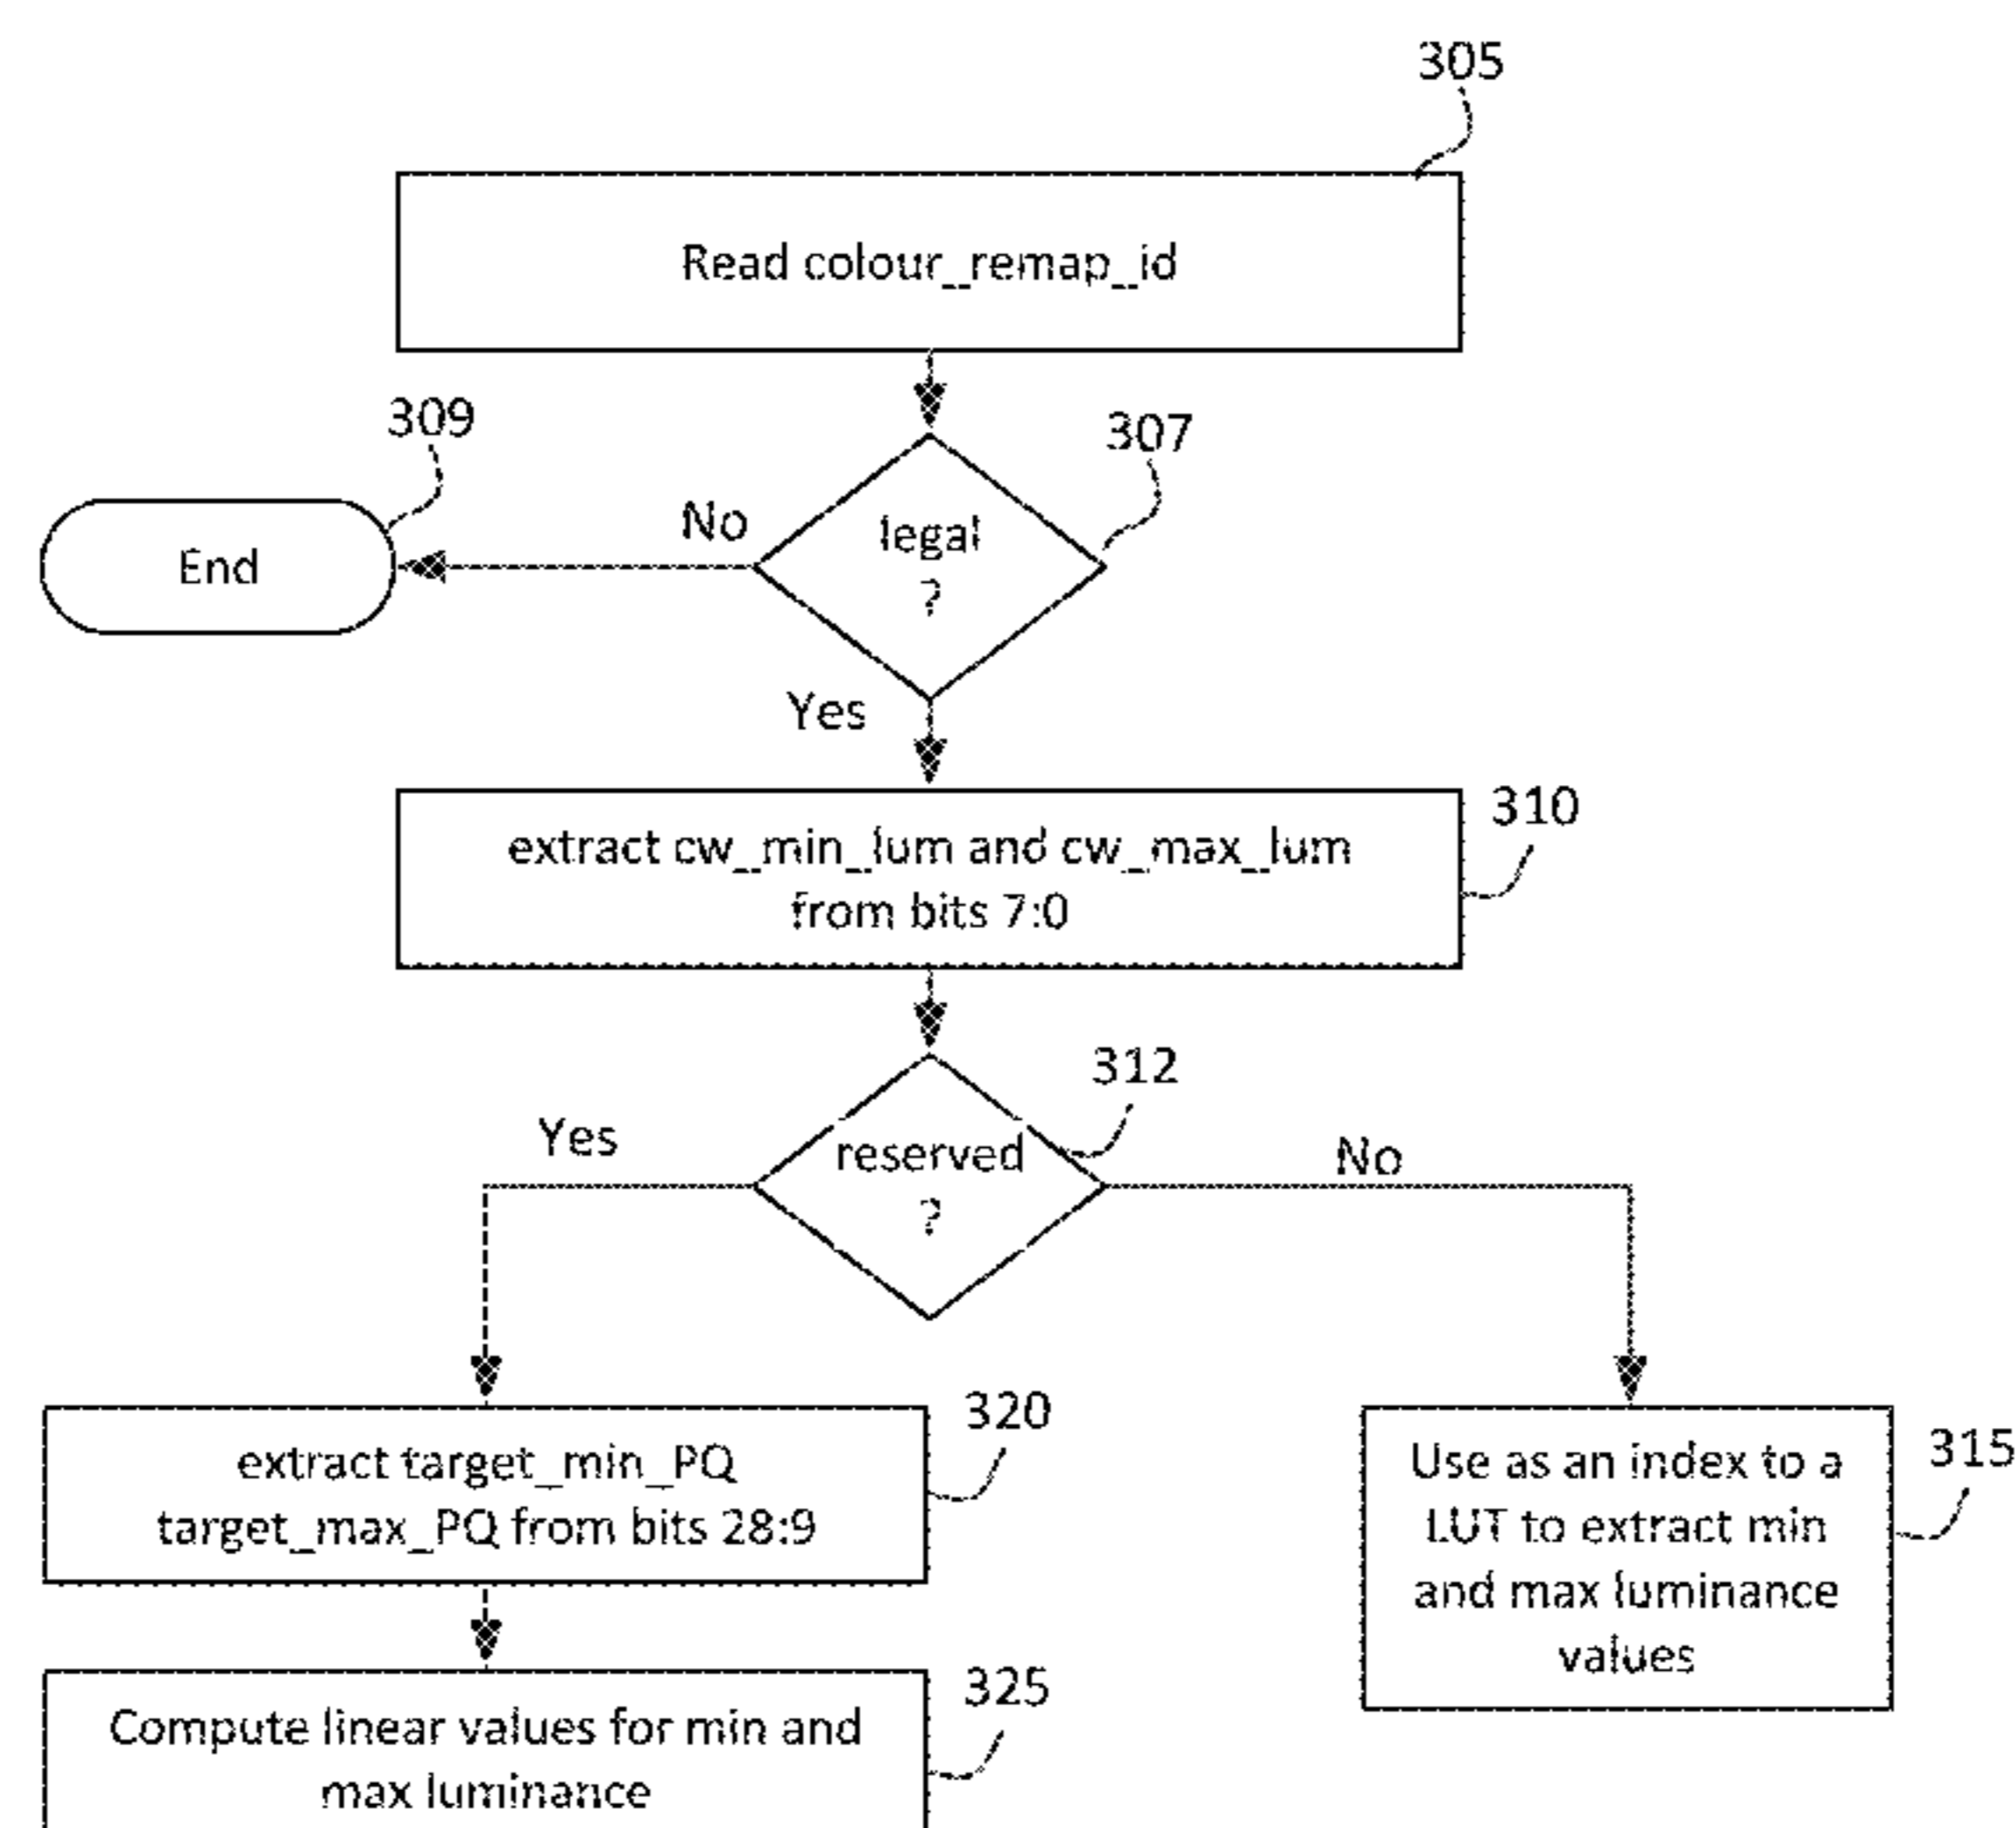 305
Read colour_remap_id
309
307
No
legal
?
End
Yes
310
extract cw_min_lum and cw_max_lum
from bits 7:0
312
Yes
reserved
?
No
320
extract target_min_PQ
target_max_PQ from bits 28:9
315
Use as an index to a
LUT to extract min
and max luminance
values
325
Compute linear values for min and
max luminance